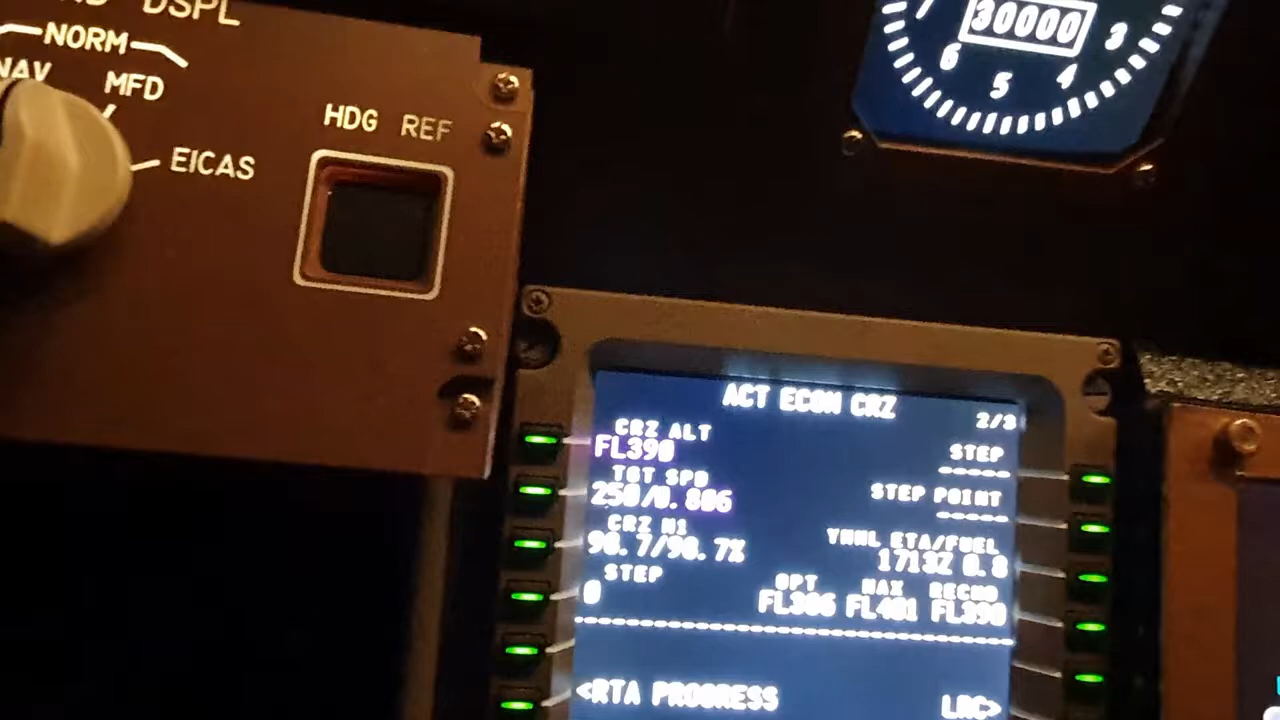 DSPL
NORM
NAV
MFD
EICAS
HDG REF
30000
3
4
5
6
7
ACT ECON CRZ
2/3
CRZ ALT
FL390
STEP
-----
TGT SPD
250/0.806
STEP POINT
-----
CRZ N1
90.7/90.7%
ETA/FUEL
1713Z 0.8
STEP
0
OPT MAX RECMD
FL386 FL401 FL390
<RTA PROGRESS
LRC>